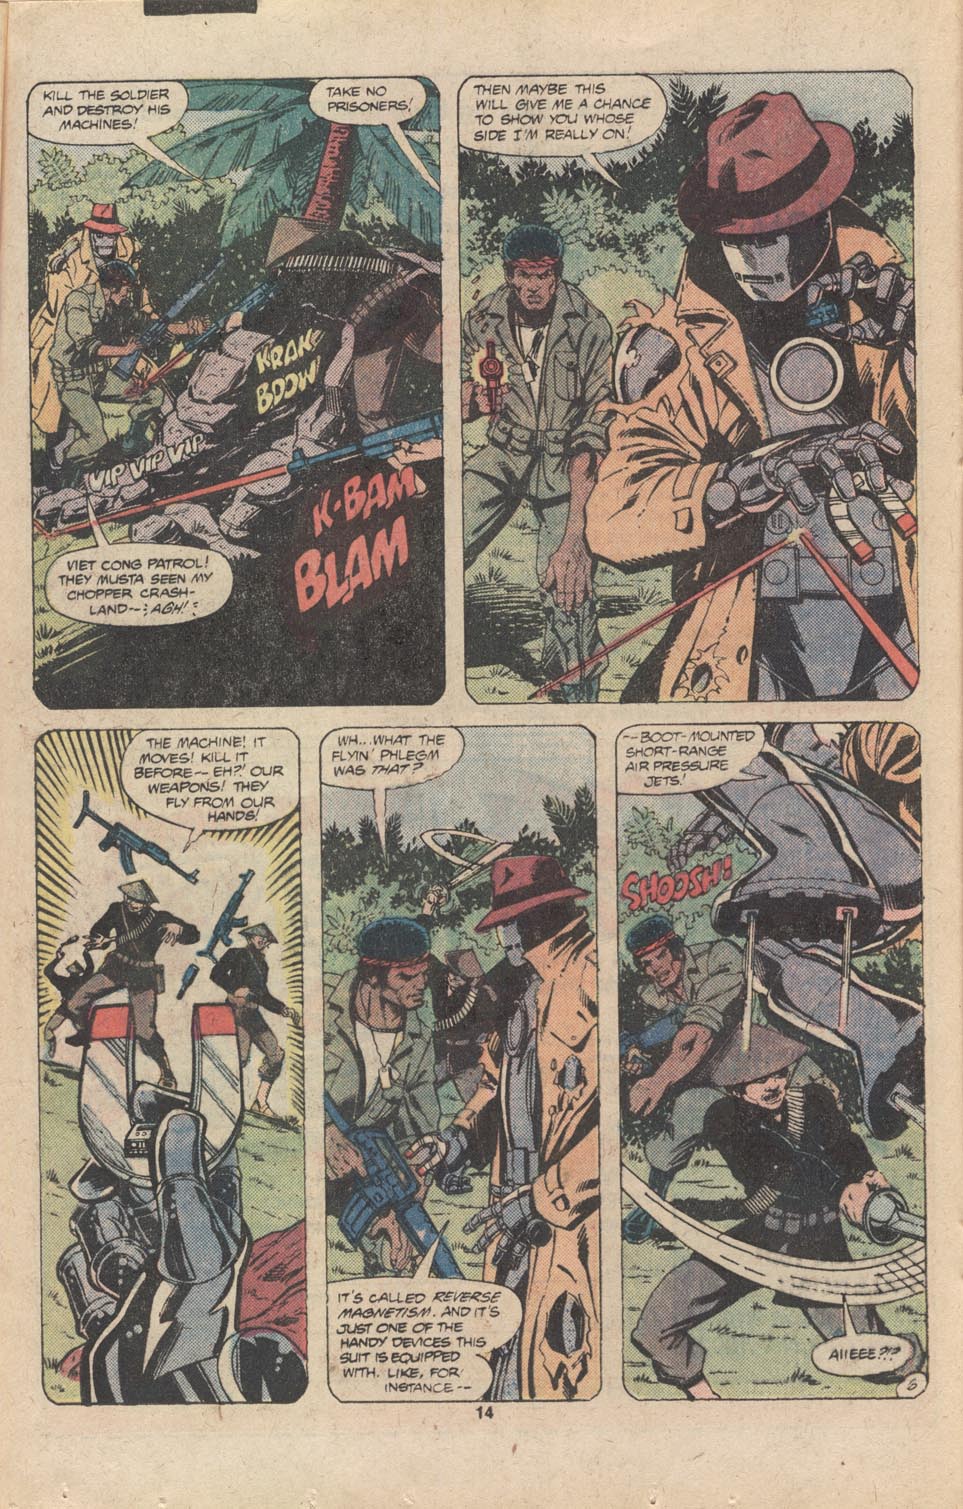 KILL THE SOLDIER
AND DESTROY HIS
MACHINES!
TAKE NO
PRISONERS!
KRAK-
BOOW
VIP VIP VIP
K-BAM
BLAM
VIET CONG PATROL!
THEY MUSTA SEEN MY
CHOPPER CRASH-
LAND--; AGH!;
THEN MAYBE THIS
WILL GIVE ME A CHANCE
TO SHOW YOU WHOSE
SIDE I'M REALLY ON!
THE MACHINE! IT
MOVES! KILL IT
BEFORE-- EH?! OUR
WEAPONS! THEY
FLY FROM OUR
HANDS!
WH...WHAT THE
FLYIN' PHLEGM
WAS THAT?
IT'S CALLED REVERSE
MAGNETISM. AND IT'S
JUST ONE OF THE
HANDY DEVICES THIS
SUIT IS EQUIPPED
WITH. LIKE, FOR
INSTANCE--
--BOOT-MOUNTED
SHORT-RANGE
AIR PRESSURE
JETS!
SHOOSH!
AIIEEE?!?
6
14